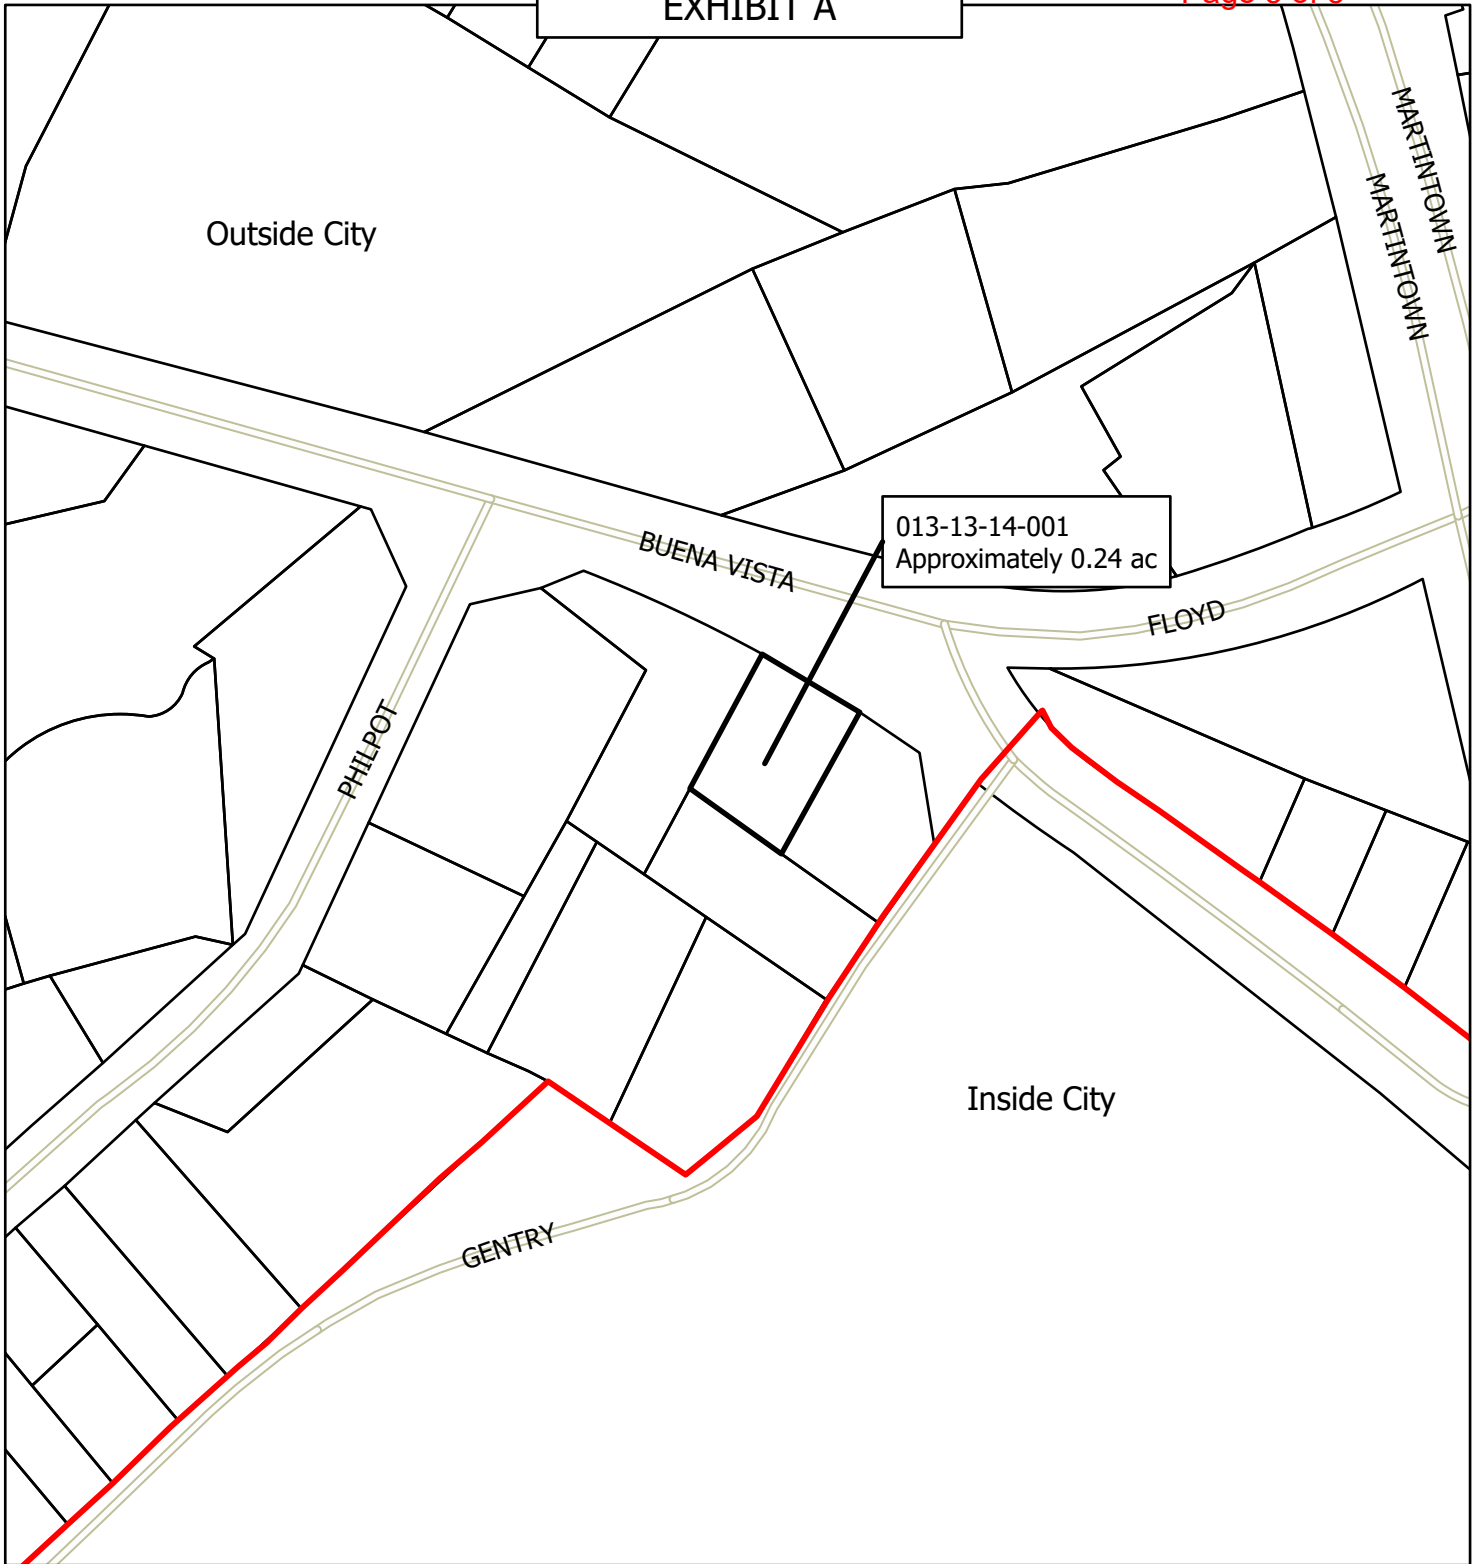 EXHIBIT A
MARTINTOWN
MARTINTOWN
Outside City
013-13-14-001
Approximately 0.24 ac
BUENA VISTA
FLOYD
PHILPOT
Inside City
GENTRY